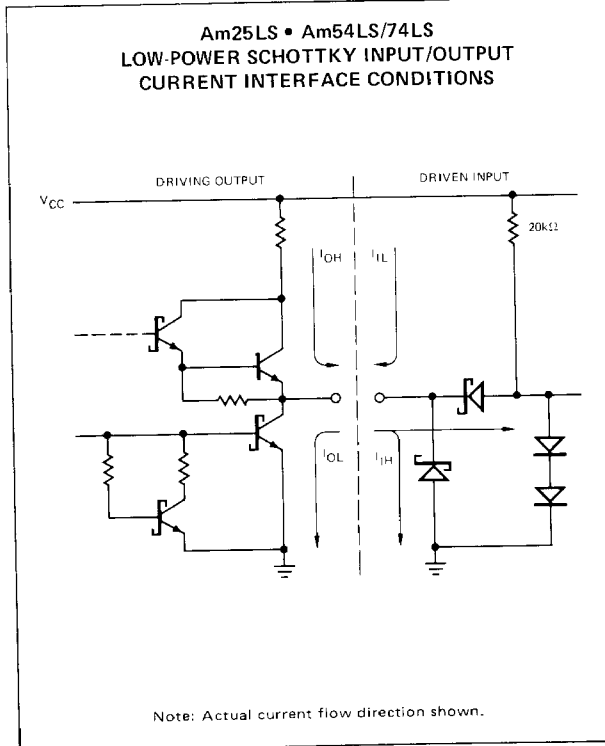 Am25LS • Am54LS/74LS
LOW-POWER SCHOTTKY INPUT/OUTPUT
CURRENT INTERFACE CONDITIONS
DRIVING OUTPUT
DRIVEN INPUT
VCC
20kΩ
IOH
IIL
IOL
IIH
Note: Actual current flow direction shown.